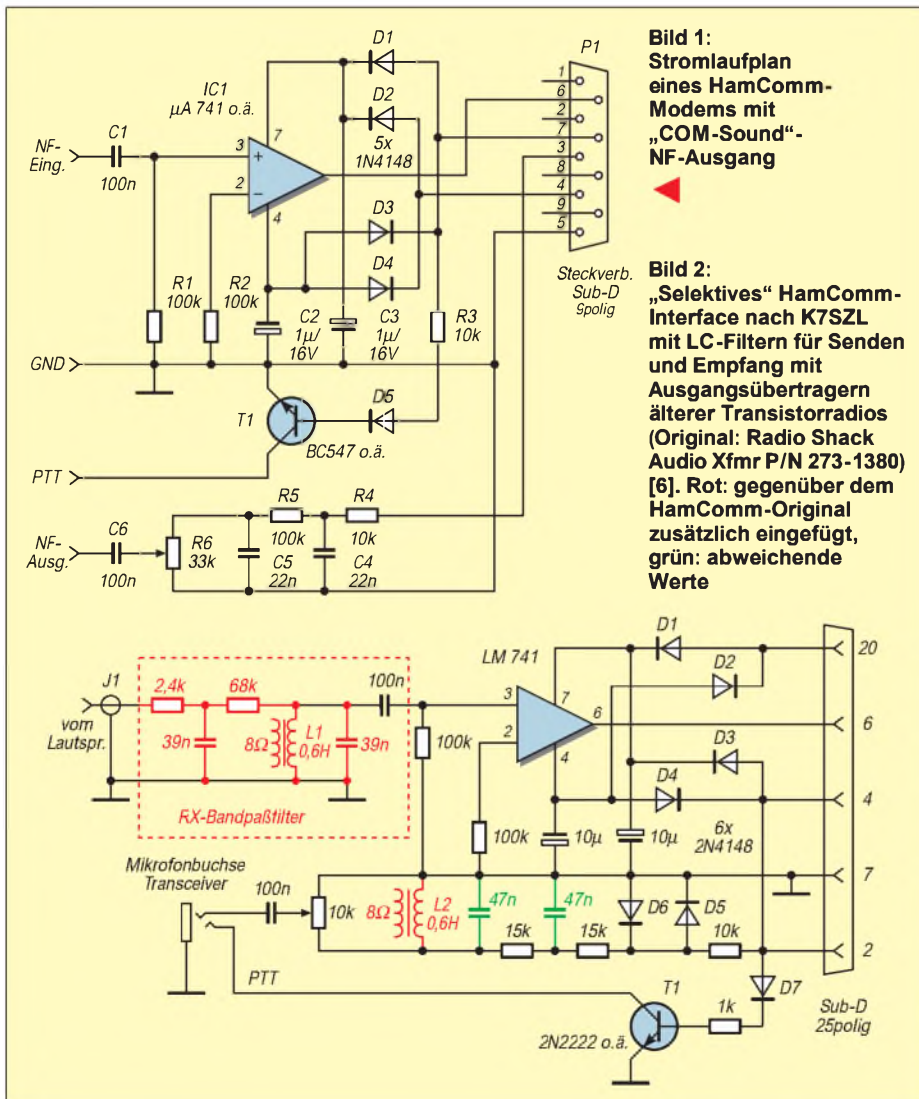 Bild 1:
Stromlaufplan
eines HamComm-
Modems mit
„COM-Sound“-
NF-Ausgang
Bild 2:
„Selektives“ HamComm-
Interface nach K7SZL
mit LC-Filtern für Senden
und Empfang mit
Ausgangsübertragern
älterer Transistorradios
(Original: Radio Shack
Audio Xfmr P/N 273-1380)
[6]. Rot: gegenüber dem
HamComm-Original
zusätzlich eingefügt,
grün: abweichende
Werte
D1
P1
IC1
µA 741 o.ä.
D2
5x
1N4148
NF-
Eing.
C1
100n
3
+
2
−
7
4
D3
D4
1
6
2
7
3
8
4
9
5
Steckverb.
Sub-D
9polig
R1
100k
R2
100k
C2
1µ/
16V
C3
1µ/
16V
R3
10k
GND
T1
BC547 o.ä.
D5
PTT
NF-
Ausg.
C6
100n
R6
33k
R5
100k
C5
22n
R4
10k
C4
22n
LM 741
D1
D2
20
J1
vom
Lautspr.
2,4k
68k
39n
8Ω
L1
0,6H
39n
100n
RX-Bandpaßfilter
100k
3
2
7
6
4
6
D3
D4
4
100k
10µ
10µ
6x
2N4148
7
Mikrofonbuchse
Transceiver
100n
10k
8Ω
L2
0,6H
47n
47n
15k
15k
D6
D5
10k
2
PTT
T1
2N2222 o.ä.
1k
D7
Sub-D
25polig